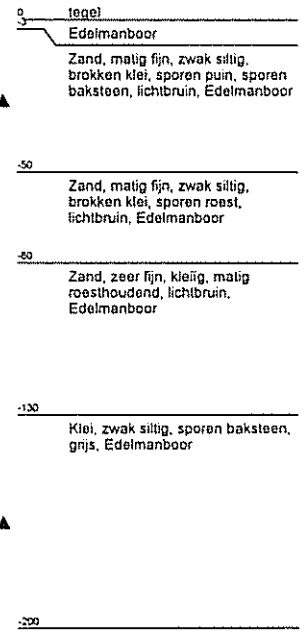 0 tegel
-3
Edelmanboor
Zand, matig fijn, zwak siltig,
brokken klei, sporen puin, sporen
baksteen, lichtbruin, Edelmanboor
-50
Zand, matig fijn, zwak siltig,
brokken klei, sporen roest,
lichtbruin, Edelmanboor
-80
Zand, zeer fijn, kleiig, matig
roesthoudend, lichtbruin,
Edelmanboor
-130
Klei, zwak siltig, sporen baksteen,
grijs, Edelmanboor
-200